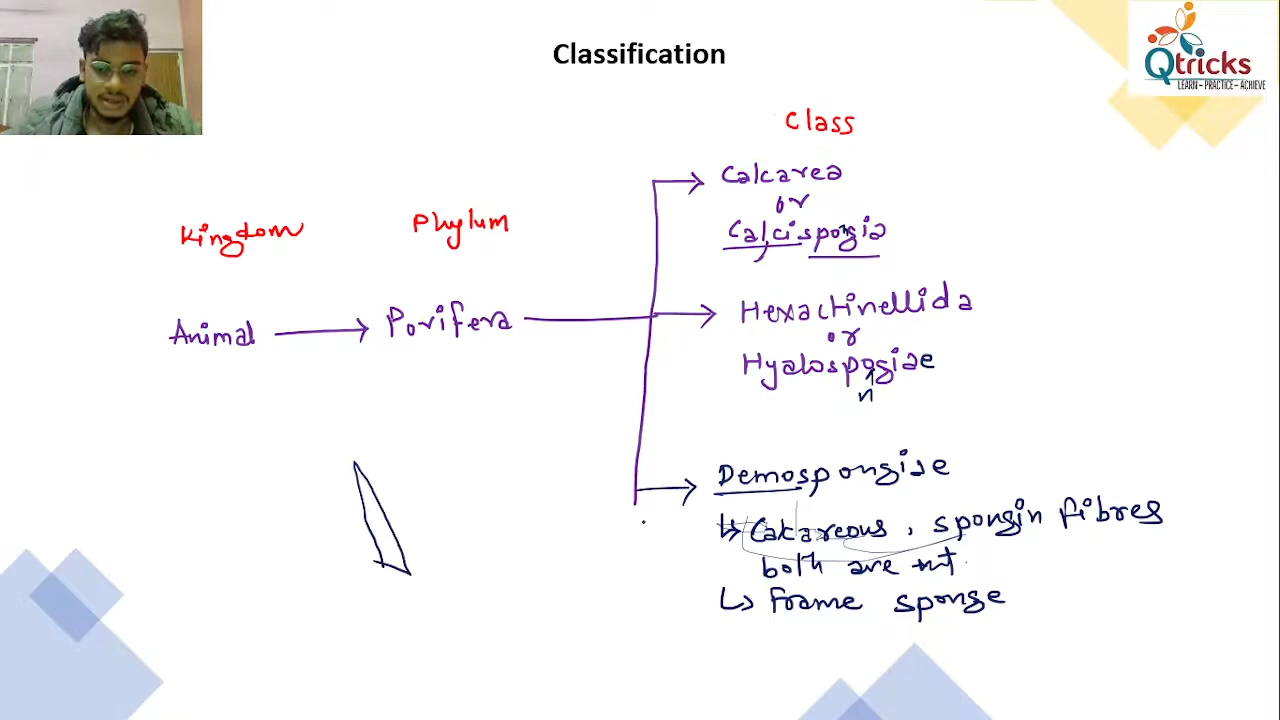 Classification
Qtricks
LEARN – PRACTICE – ACHIEVE
Class
Calcarea
or
Calcispongia
Kingdom
Phylum
Hexactinellida
or
Hyalospogiae
n
Animal
Porifera
Demospongiae
Calcareous, spongin fibres
both are not
Frame sponge